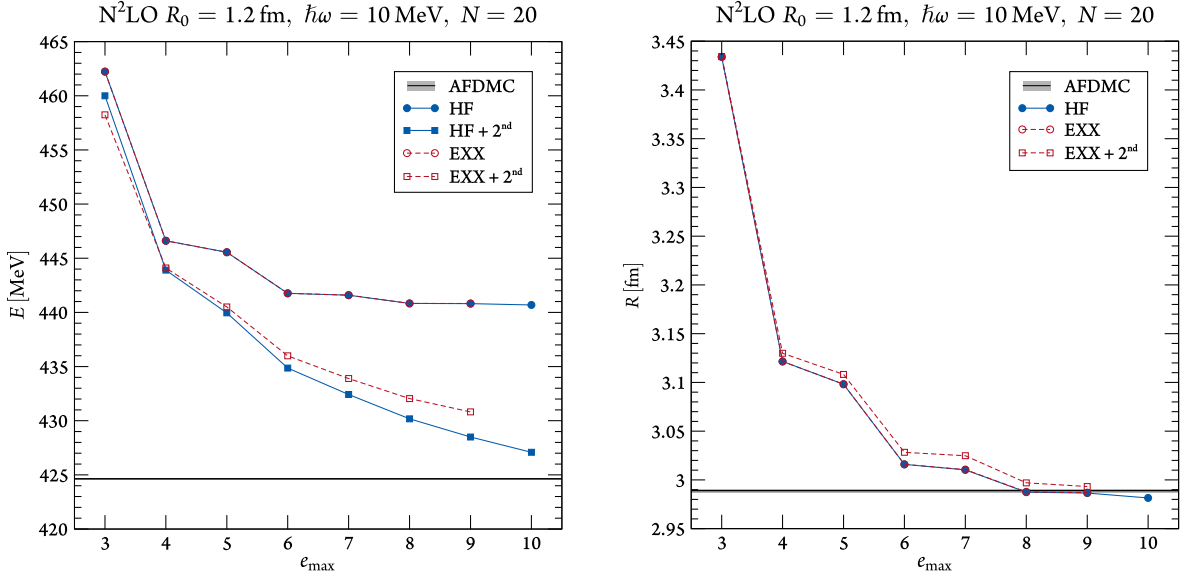 N²LO R₀ = 1.2 fm, ℏω = 10 MeV, N = 20
465
460
455
450
445
440
435
430
425
420
E [MeV]
AFDMC
HF
HF + 2ⁿᵈ
EXX
EXX + 2ⁿᵈ
3 4 5 6 7 8 9 10
eₘₐₓ
N²LO R₀ = 1.2 fm, ℏω = 10 MeV, N = 20
3.45
3.4
3.35
3.3
3.25
3.2
3.15
3.1
3.05
3
2.95
R [fm]
AFDMC
HF
EXX
EXX + 2ⁿᵈ
3 4 5 6 7 8 9 10
eₘₐₓ